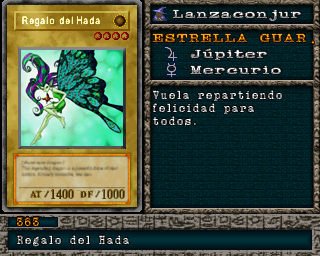 Regalo del Hada
AT/1400 DF/1000
Lanzaconjur
ESTRELLA GUAR.
Júpiter
Mercurio
Vuela repartiendo
felicidad para
todos.
363
Regalo del Hada